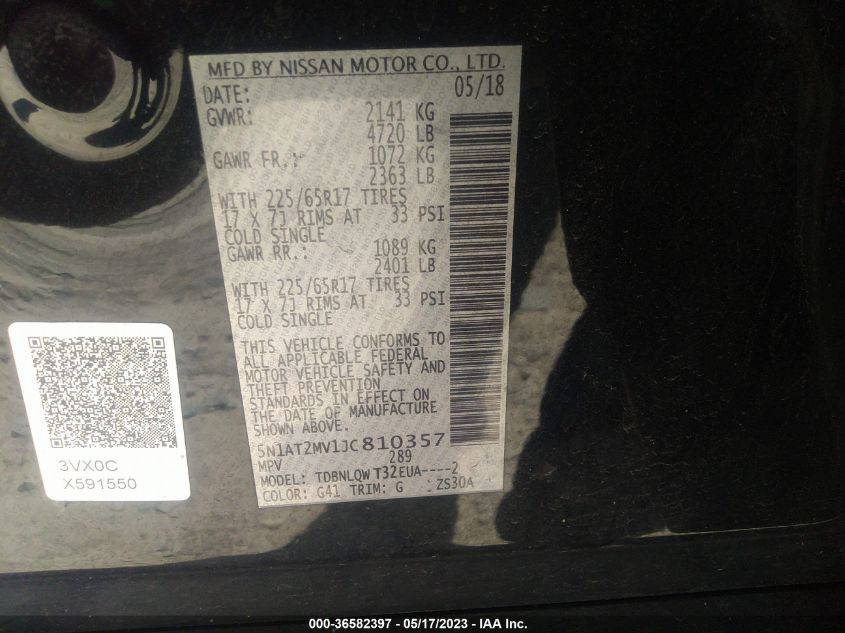 MFD BY NISSAN MOTOR CO., LTD.
DATE: 05/18
GVWR: 2141 KG
4720 LB
GAWR FR.: 1072 KG
2363 LB
WITH 225/65R17 TIRES
17 X 7J RIMS AT 33 PSI
COLD SINGLE
GAWR RR.: 1089 KG
2401 LB
WITH 225/65R17 TIRES
17 X 7J RIMS AT 33 PSI
COLD SINGLE
THIS VEHICLE CONFORMS TO
ALL APPLICABLE FEDERAL
MOTOR VEHICLE SAFETY AND
THEFT PREVENTION
STANDARDS IN EFFECT ON
THE DATE OF MANUFACTURE
SHOWN ABOVE.
5N1AT2MV1JC810357
MPV 289
MODEL: TDBNLQWT32EUA----2
COLOR: G41 TRIM: G ZS30A
3VX0C
X591550
000-36582397 - 05/17/2023 - IAA Inc.